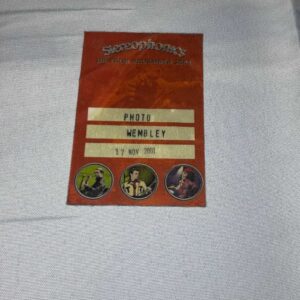 Stereophonics
PHOTO
WEMBLEY
17 NOV 2001